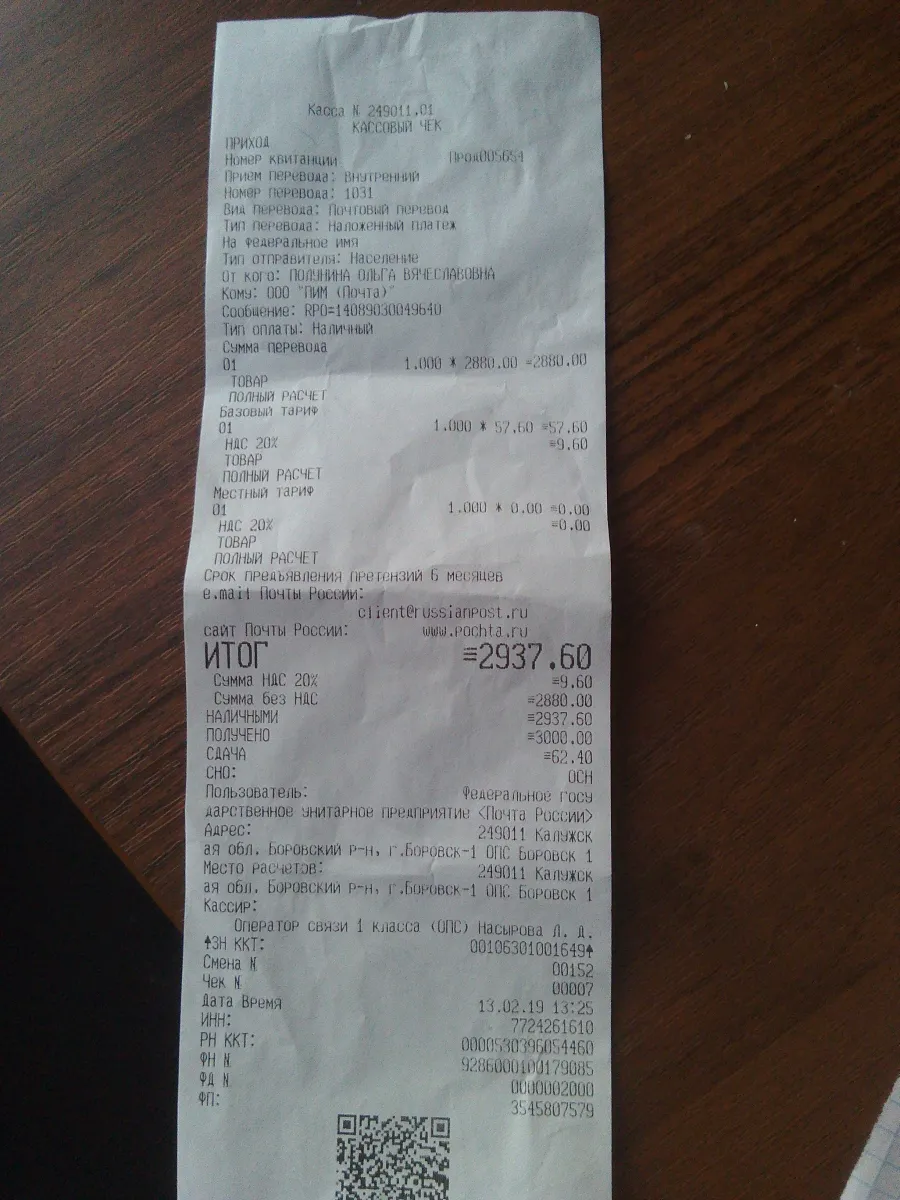 Касса N 249011.01
КАССОВЫЙ ЧЕК
ПРИХОД
Номер квитанции Прод005654
Прием перевода: Внутренний
Номер перевода: 1031
Вид перевода: Почтовый перевод
Тип перевода: Наложенный платеж
На Федеральное имя
Тип отправителя: Население
От кого: ПОЛУНИНА ОЛЬГА ВЯЧЕСЛАВОВНА
Кому: ООО "ПИМ (Почта)"
Сообщение: RPO=14089030049640
Тип оплаты: Наличный
Сумма перевода
01 1.000 * 2880.00 =2880.00
ТОВАР
ПОЛНЫЙ РАСЧЕТ
Базовый тариф
01 1.000 * 57.60 =57.60
НДС 20% =9.60
ТОВАР
ПОЛНЫЙ РАСЧЕТ
Местный тариф
01 1.000 * 0.00 =0.00
НДС 20% =0.00
ТОВАР
ПОЛНЫЙ РАСЧЕТ
Срок предъявления претензий 6 месяцев
e.mail Почты России:
client@russianpost.ru
сайт Почты России: www.pochta.ru
ИТОГ =2937.60
Сумма НДС 20% =9.60
Сумма без НДС =2880.00
НАЛИЧНЫМИ =2937.60
ПОЛУЧЕНО =3000.00
СДАЧА =62.40
СНО: ОСН
Пользователь: Федеральное госу
дарственное унитарное предприятие <Почта России>
Адрес: 249011 Калужск
ая обл. Боровский р-н, г.Боровск-1 ОПС Боровск 1
Место расчетов: 249011 Калужск
ая обл. Боровский р-н, г.Боровск-1 ОПС Боровск 1
Кассир:
Оператор связи 1 класса (ОПС) Насырова Л. Д.
↑ЗН ККТ: 00106301001649↑
Смена N 00152
Чек N 00007
Дата Время 13.02.19 13:25
ИНН: 7724261610
РН ККТ: 0000530396054460
ФН N 9286000100179085
ФД N 0000002000
ФП: 3545807579